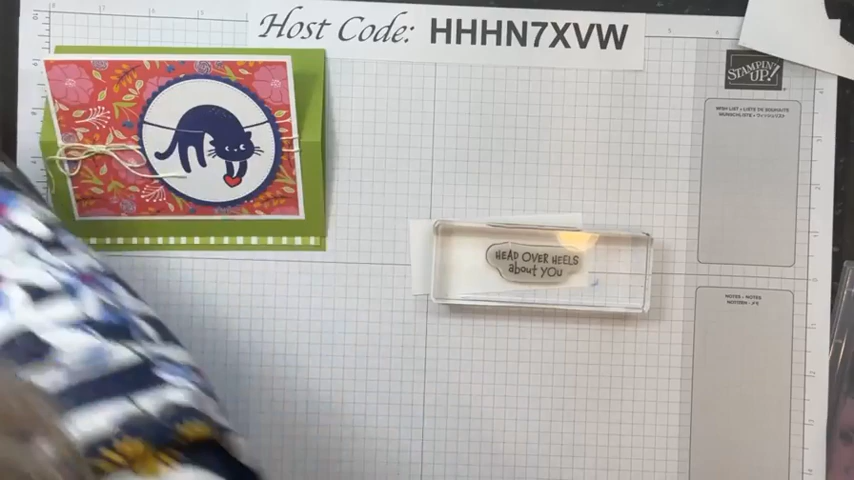 Host Code: HHHN7XVW
STAMPIN' UP!
HEAD OVER HEELS
about YOU